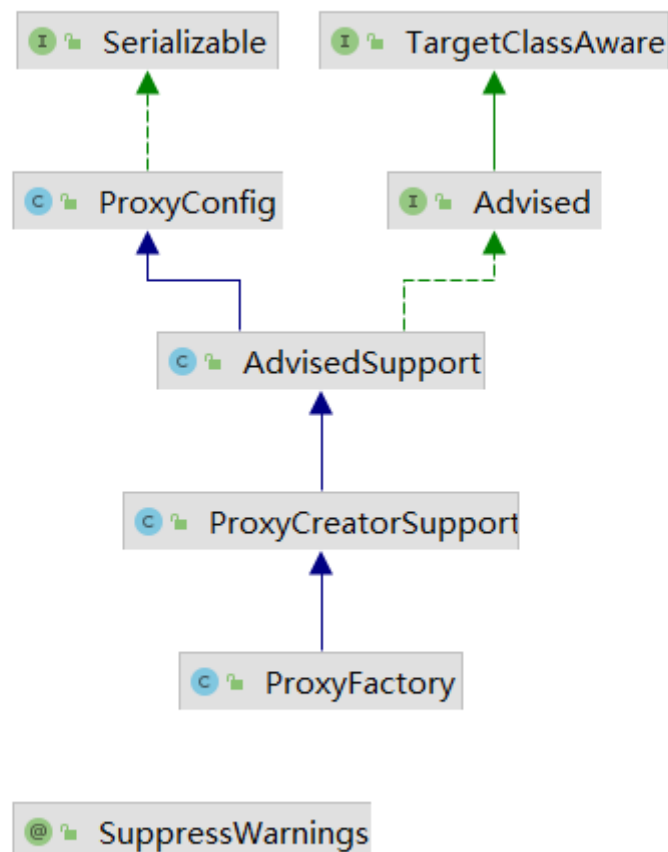 I Serializable
I TargetClassAware
C ProxyConfig
I Advised
C AdvisedSupport
C ProxyCreatorSupport
C ProxyFactory
@ SuppressWarnings